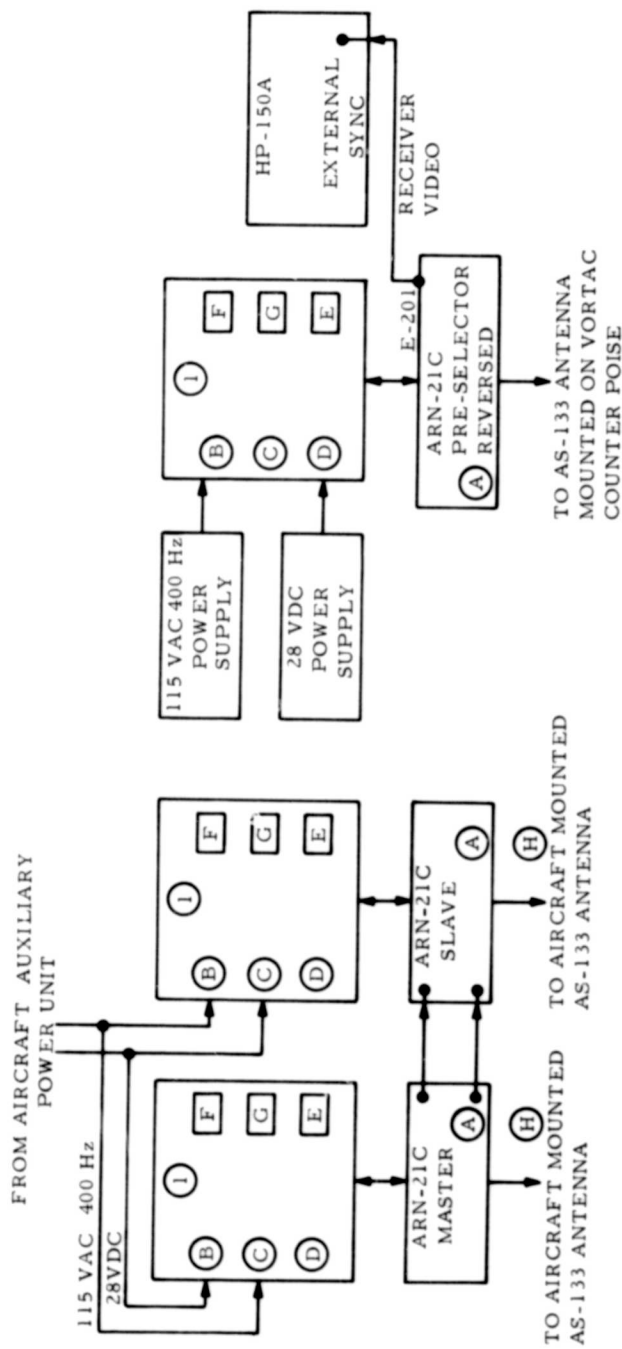 FROM AIRCRAFT AUXILIARY
POWER UNIT
115 VAC 400 Hz
28VDC
1
B
C
D
F
G
E
ARN-21C
MASTER
A
H
TO AIRCRAFT MOUNTED
AS-133 ANTENNA
1
B
C
D
F
G
E
ARN-21C
SLAVE
A
H
TO AIRCRAFT MOUNTED
AS-133 ANTENNA
115 VAC 400 Hz
POWER
SUPPLY
28 VDC
POWER
SUPPLY
1
B
C
D
F
G
E
E-201
ARN-21C
PRE-SELECTOR
REVERSED
A
TO AS-133 ANTENNA
MOUNTED ON VORTAC
COUNTER POISE
HP-150A
EXTERNAL
SYNC
RECEIVER
VIDEO